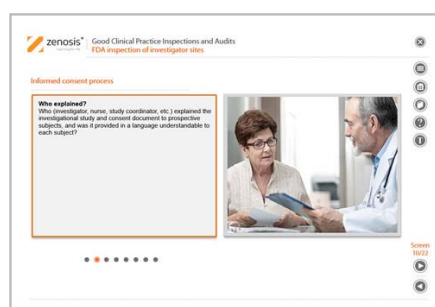 zenosis®
Good Clinical Practice Inspections and Audits
FDA inspection of investigator sites
Informed consent process
Who explained?
Who (investigator, nurse, study coordinator, etc.) explained the
investigational study and consent document to prospective
subjects, and was it provided in a language understandable to
each subject?
Screen
10/22